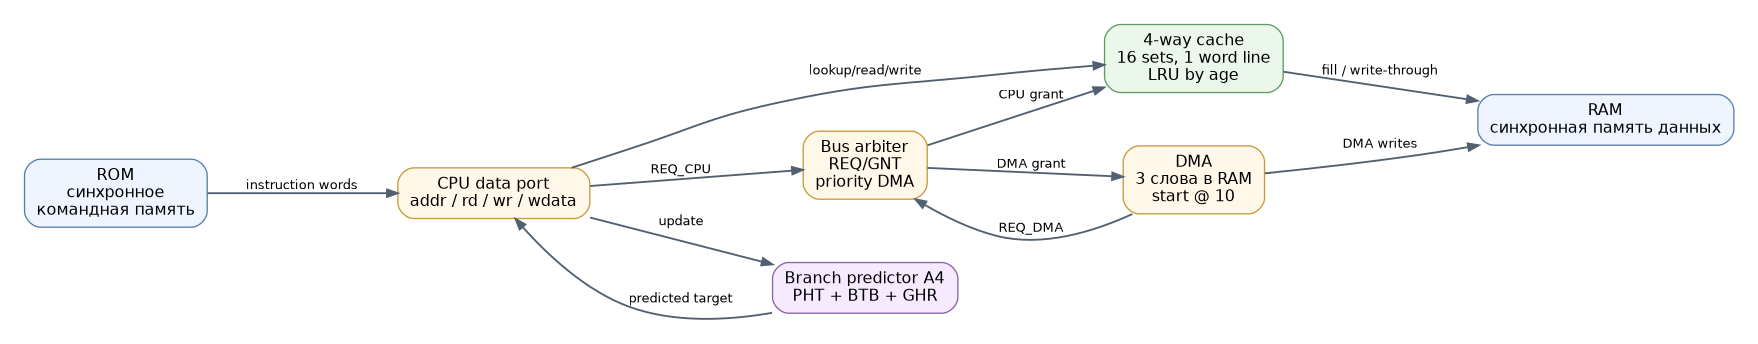 ROM
синхронное
командная память
instruction words
CPU data port
addr / rd / wr / wdata
lookup/read/write
REQ_CPU
update
predicted target
Bus arbiter
REQ/GNT
priority DMA
Branch predictor A4
PHT + BTB + GHR
CPU grant
DMA grant
REQ_DMA
4-way cache
16 sets, 1 word line
LRU by age
DMA
3 слова в RAM
start @ 10
fill / write-through
DMA writes
RAM
синхронная память данных